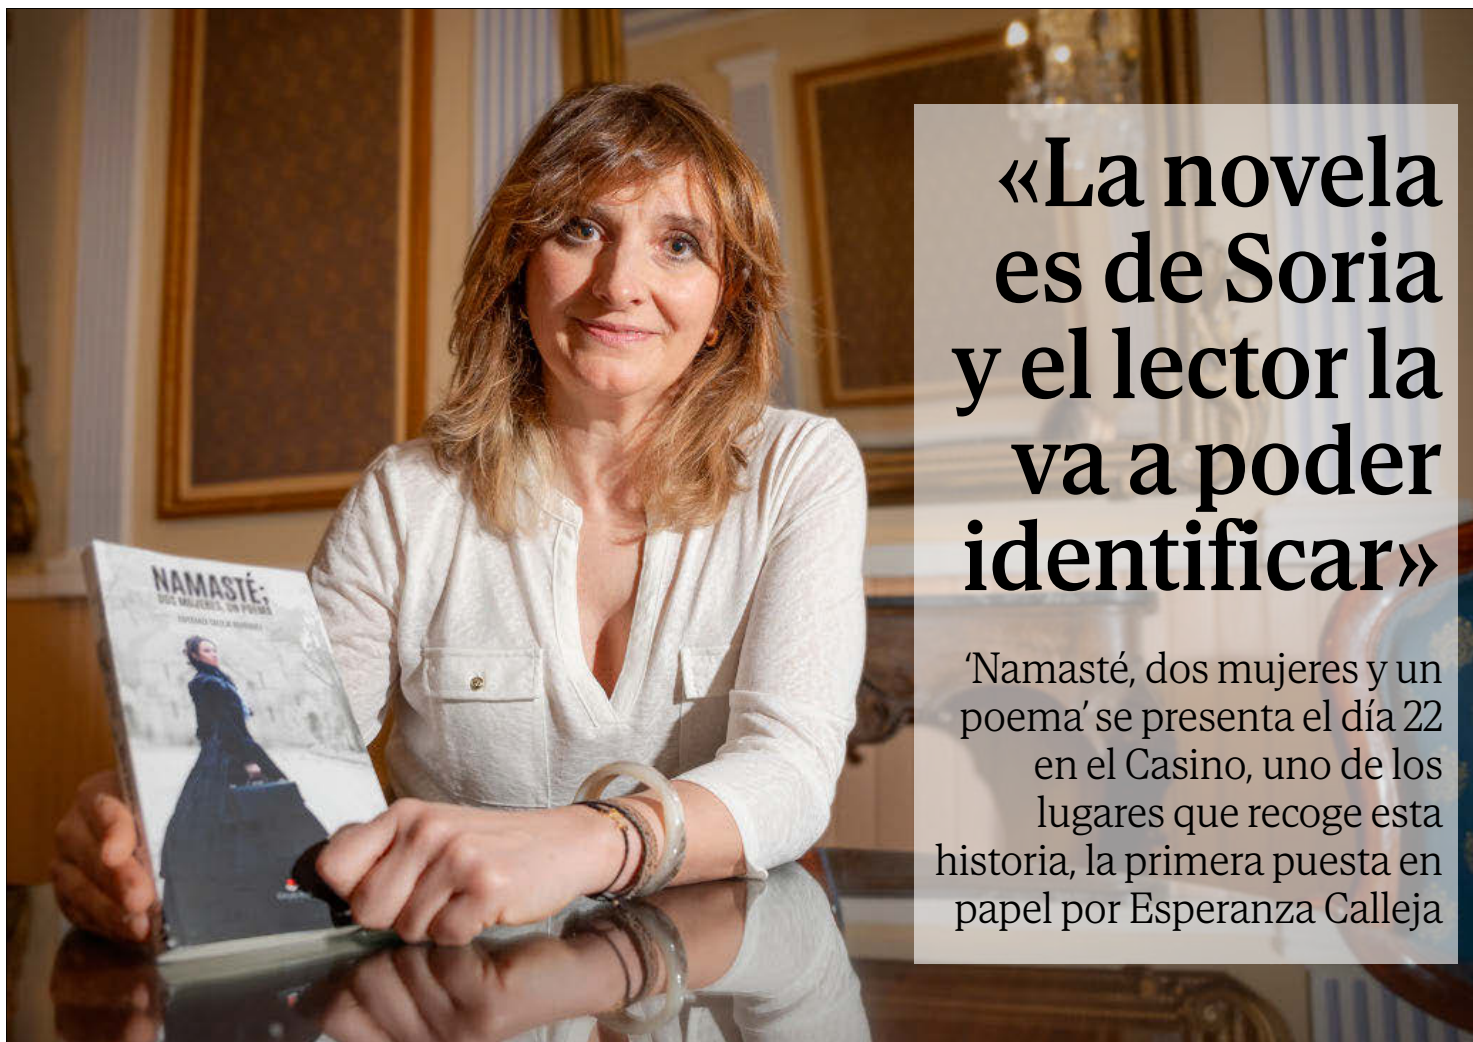 «La novela
es de Soria
y el lector la
va a poder
identificar»
‘Namasté, dos mujeres y un
poema’ se presenta el día 22
en el Casino, uno de los
lugares que recoge esta
historia, la primera puesta en
papel por Esperanza Calleja
NAMASTÉ;
DOS MUJERES, UN POEMA